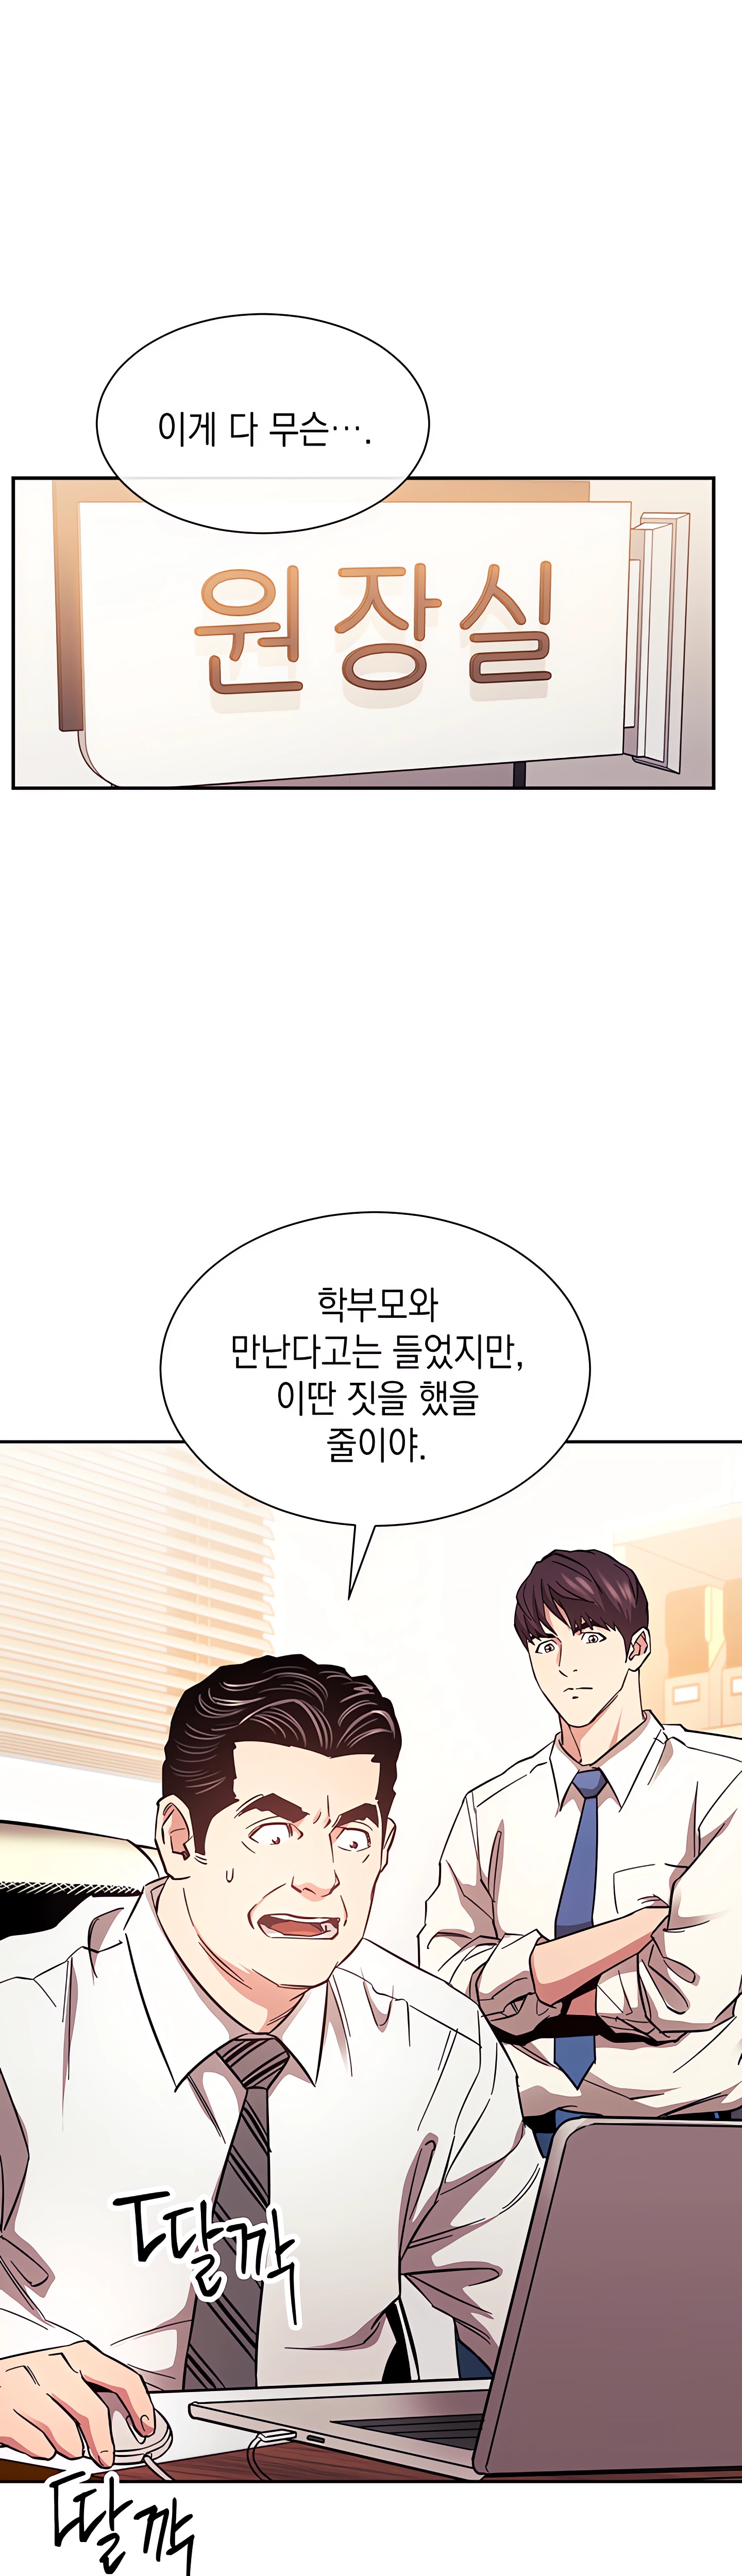 이게 다 무슨….
원장실
학부모와
만난다고는 들었지만,
이딴 짓을 했을
줄이야.
딸깍
딸깍